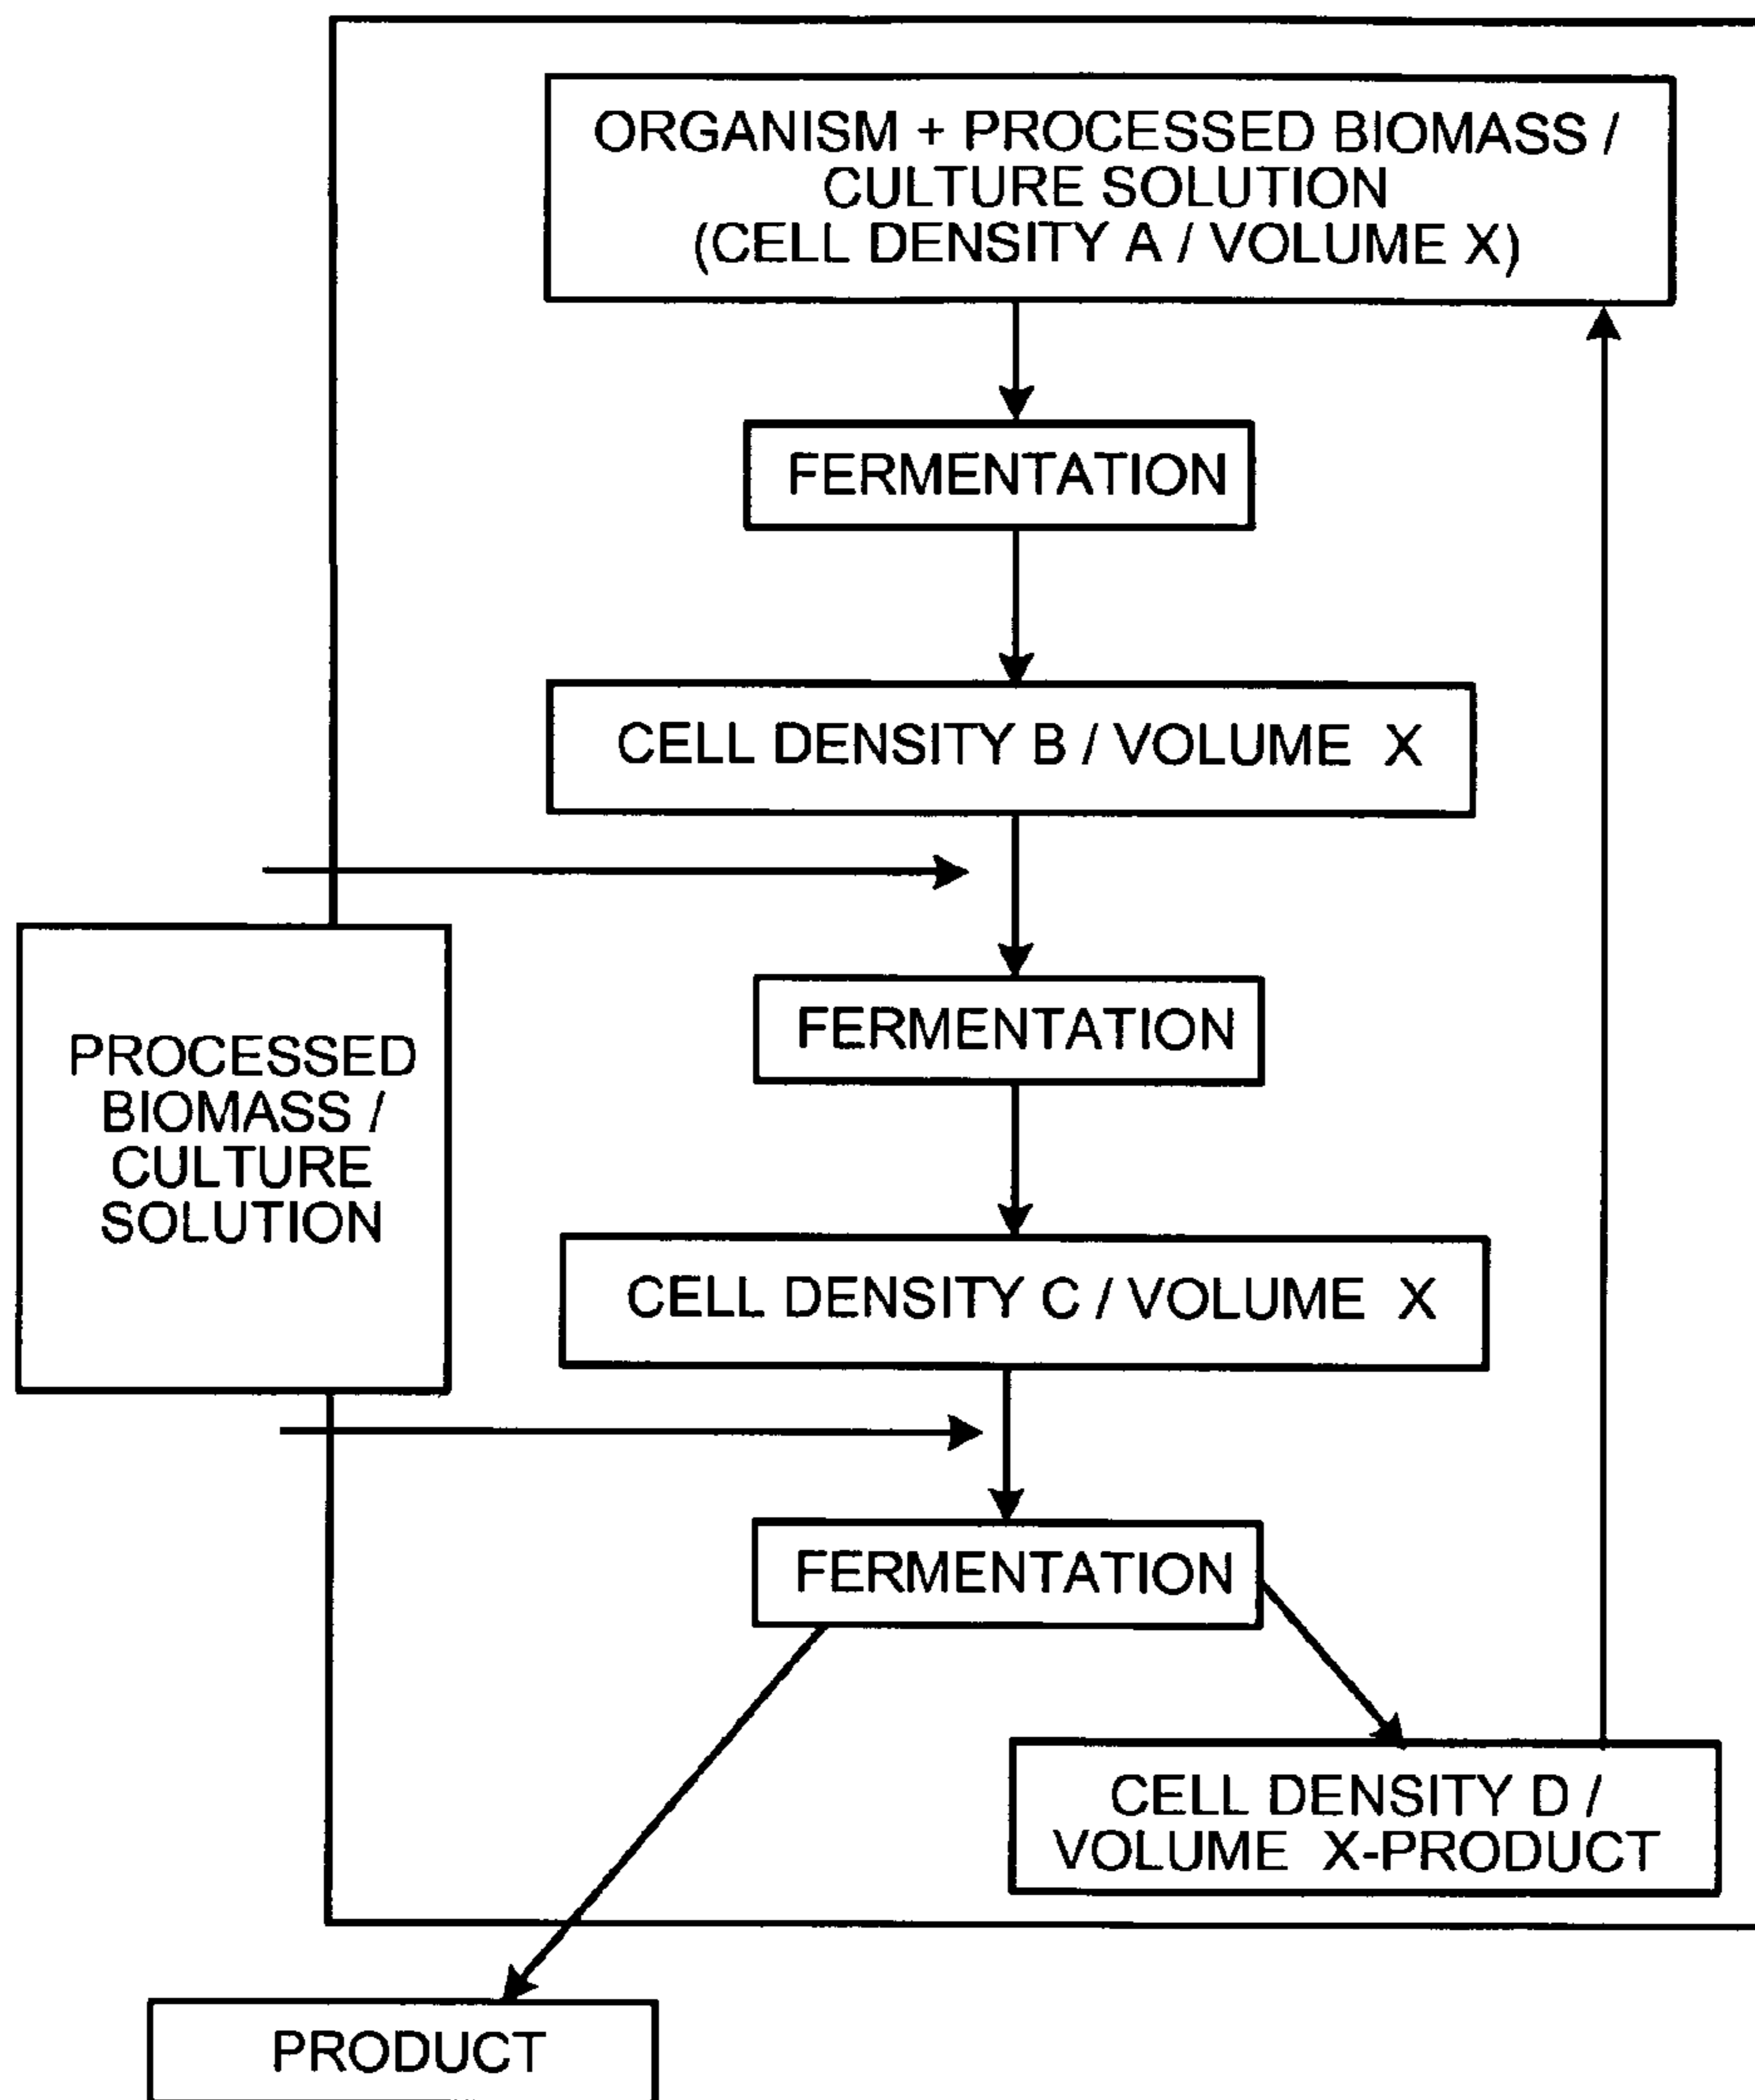 ORGANISM + PROCESSED BIOMASS /
CULTURE SOLUTION
(CELL DENSITY A / VOLUME X)
FERMENTATION
CELL DENSITY B / VOLUME X
FERMENTATION
PROCESSED
BIOMASS /
CULTURE
SOLUTION
CELL DENSITY C / VOLUME X
FERMENTATION
CELL DENSITY D /
VOLUME X-PRODUCT
PRODUCT